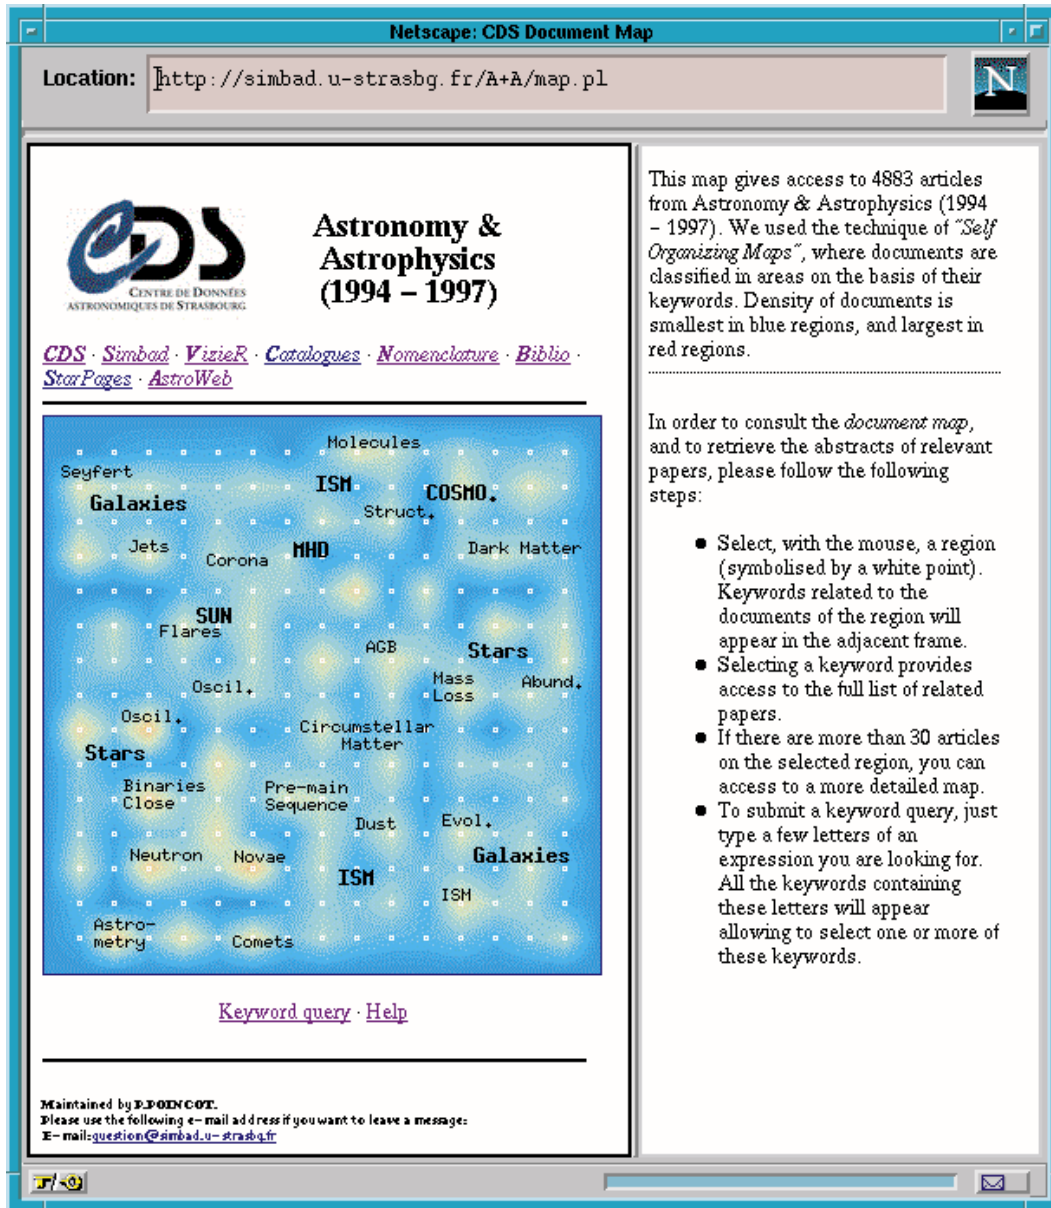 Netscape: CDS Document Map
Location: http://simbad.u-strasbg.fr/A+A/map.pl
N
CDS
CENTRE DE DONNÉES
ASTRONOMIQUES DE STRASBOURG
Astronomy &
Astrophysics
(1994 – 1997)
CDS · Simbad · VizieR · Catalogues · Nomenclature · Biblio ·
StarPages · AstroWeb
Molecules
Seyfert
ISM
COSMO.
Galaxies
Struct.
Jets
MHD
Dark Matter
Corona
SUN
Flares
AGB
Stars
Mass
Loss
Abund.
Oscil.
Oscil.
Circumstellar
Matter
Stars
Binaries
Close
Pre-main
Sequence
Dust
Evol.
Neutron
Novae
Galaxies
ISM
ISM
Astro-
metry
Comets
Keyword query · Help
Maintained by P.POINCOT.
Please use the following e-mail address if you want to leave a message:
E-mail:question@simbad.u-strasbg.fr
This map gives access to 4883 articles
from Astronomy & Astrophysics (1994
– 1997). We used the technique of "Self
Organizing Maps", where documents are
classified in areas on the basis of their
keywords. Density of documents is
smallest in blue regions, and largest in
red regions.
In order to consult the document map,
and to retrieve the abstracts of relevant
papers, please follow the following
steps:
● Select, with the mouse, a region
(symbolised by a white point).
Keywords related to the
documents of the region will
appear in the adjacent frame.
● Selecting a keyword provides
access to the full list of related
papers.
● If there are more than 30 articles
on the selected region, you can
access to a more detailed map.
● To submit a keyword query, just
type a few letters of an
expression you are looking for.
All the keywords containing
these letters will appear
allowing to select one or more of
these keywords.